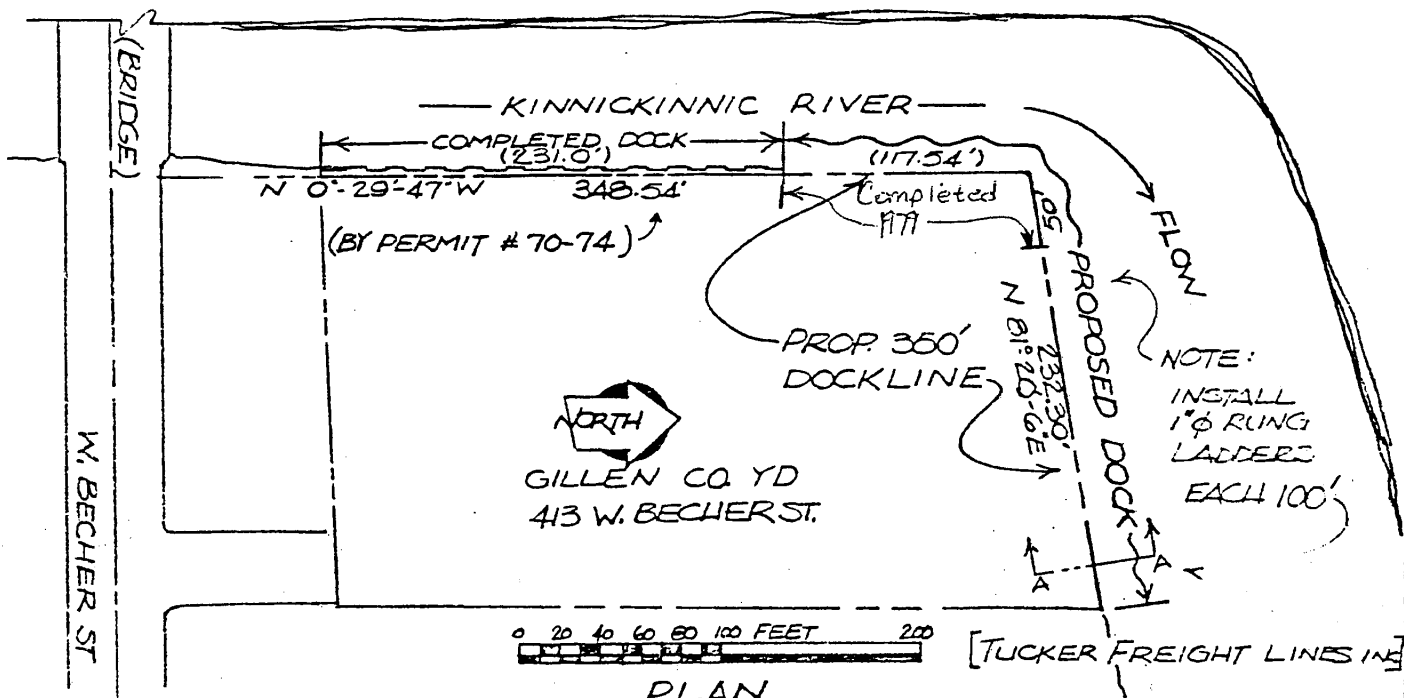 (BRIDGE)
KINNICKINNIC RIVER
COMPLETED DOCK
(231.0')
(117.54')
N 0°-29'-47"W 348.54'
(BY PERMIT # 70-74)
Completed
50'
FLOW
PROPOSED DOCK
N 81°-20'-6"E
232.30'
PROP. 350'
DOCKLINE
NOTE:
INSTALL
1"φ RUNG
LADDERS
EACH 100'
NORTH
GILLEN CO. YD
413 W. BECHER ST.
W. BECHER ST
A
A
0 20 40 60 80 100 FEET 200
[TUCKER FREIGHT LINES INC]
PLAN